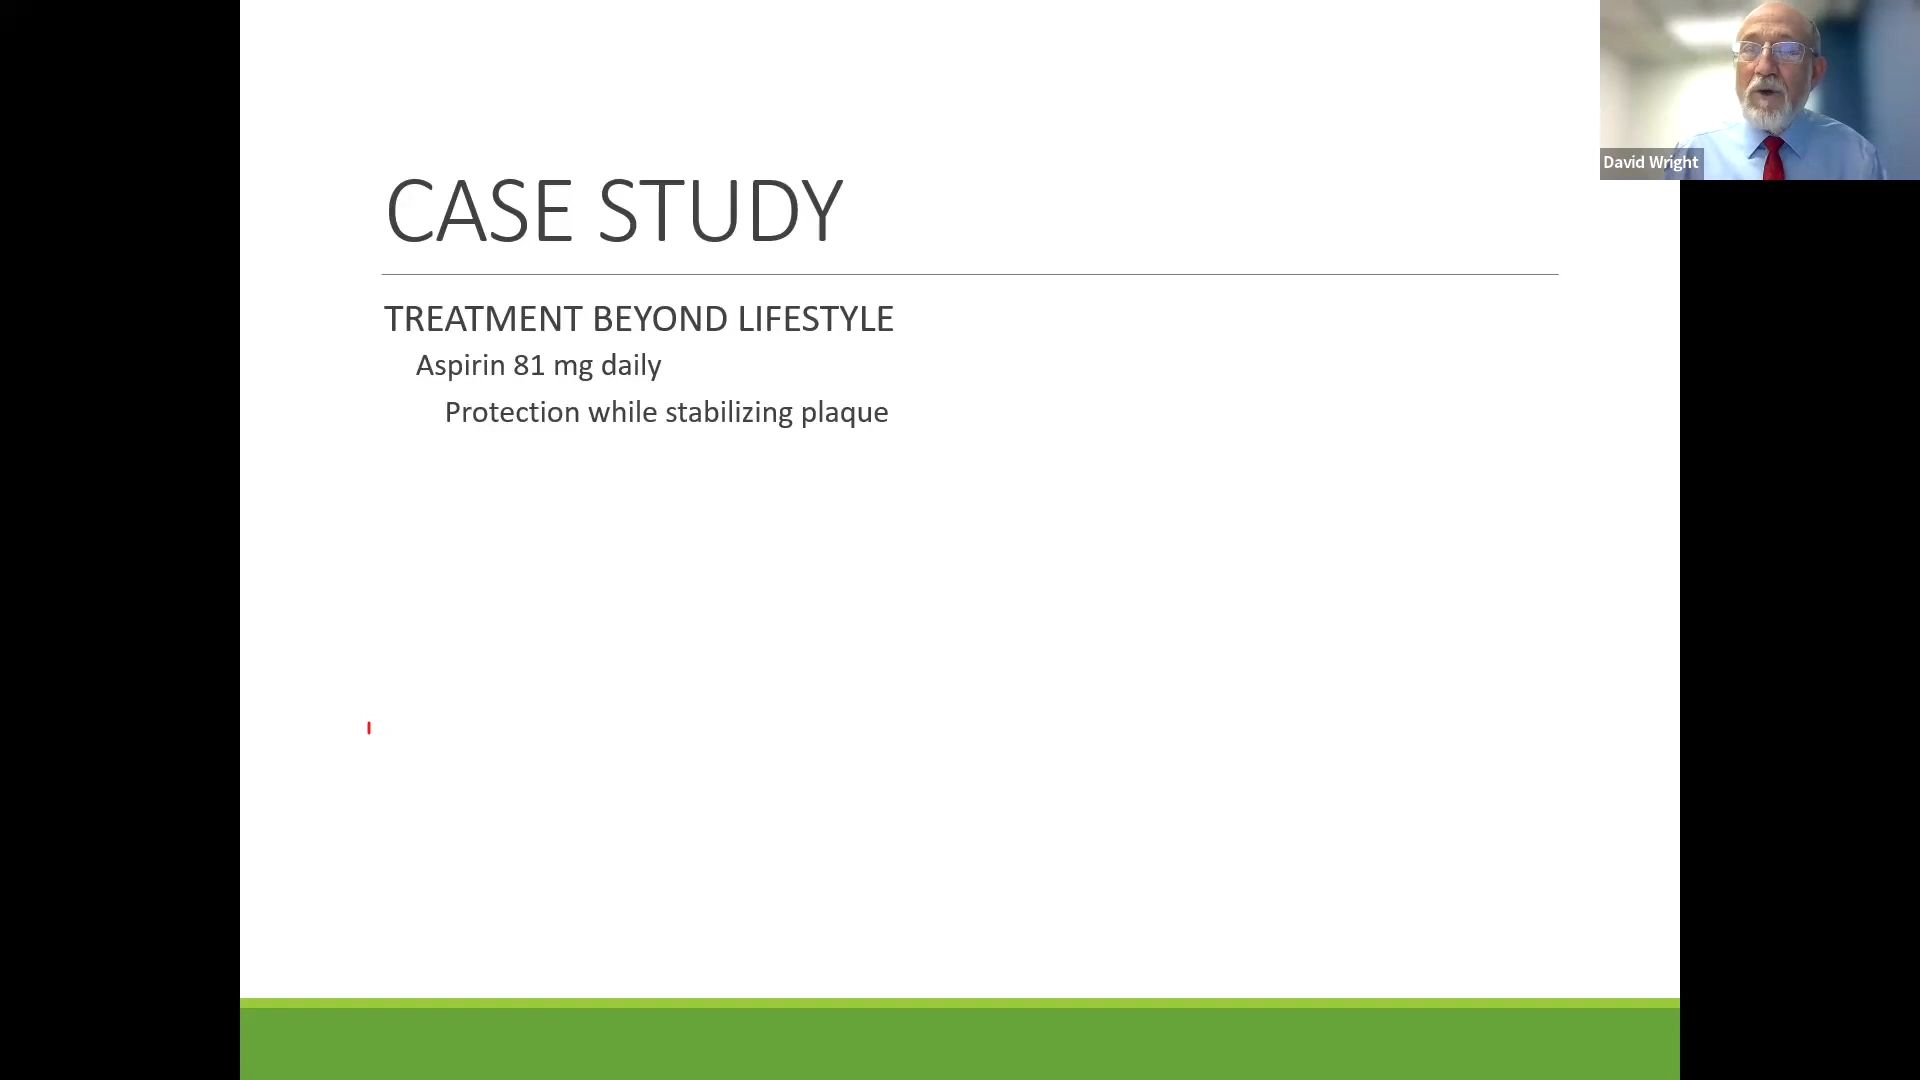 CASE STUDY
TREATMENT BEYOND LIFESTYLE
Aspirin 81 mg daily
Protection while stabilizing plaque
David Wright